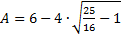 A = 6 − 4 · √(25/16 − 1)